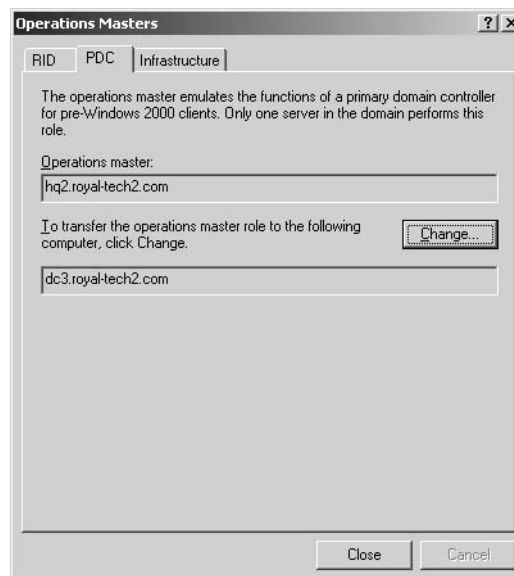 Operations Masters
? X
RID PDC Infrastructure
The operations master emulates the functions of a primary domain controller
for pre-Windows 2000 clients. Only one server in the domain performs this
role.
Operations master:
hq2.royal-tech2.com
To transfer the operations master role to the following
computer, click Change.
Change...
dc3.royal-tech2.com
Close Cancel